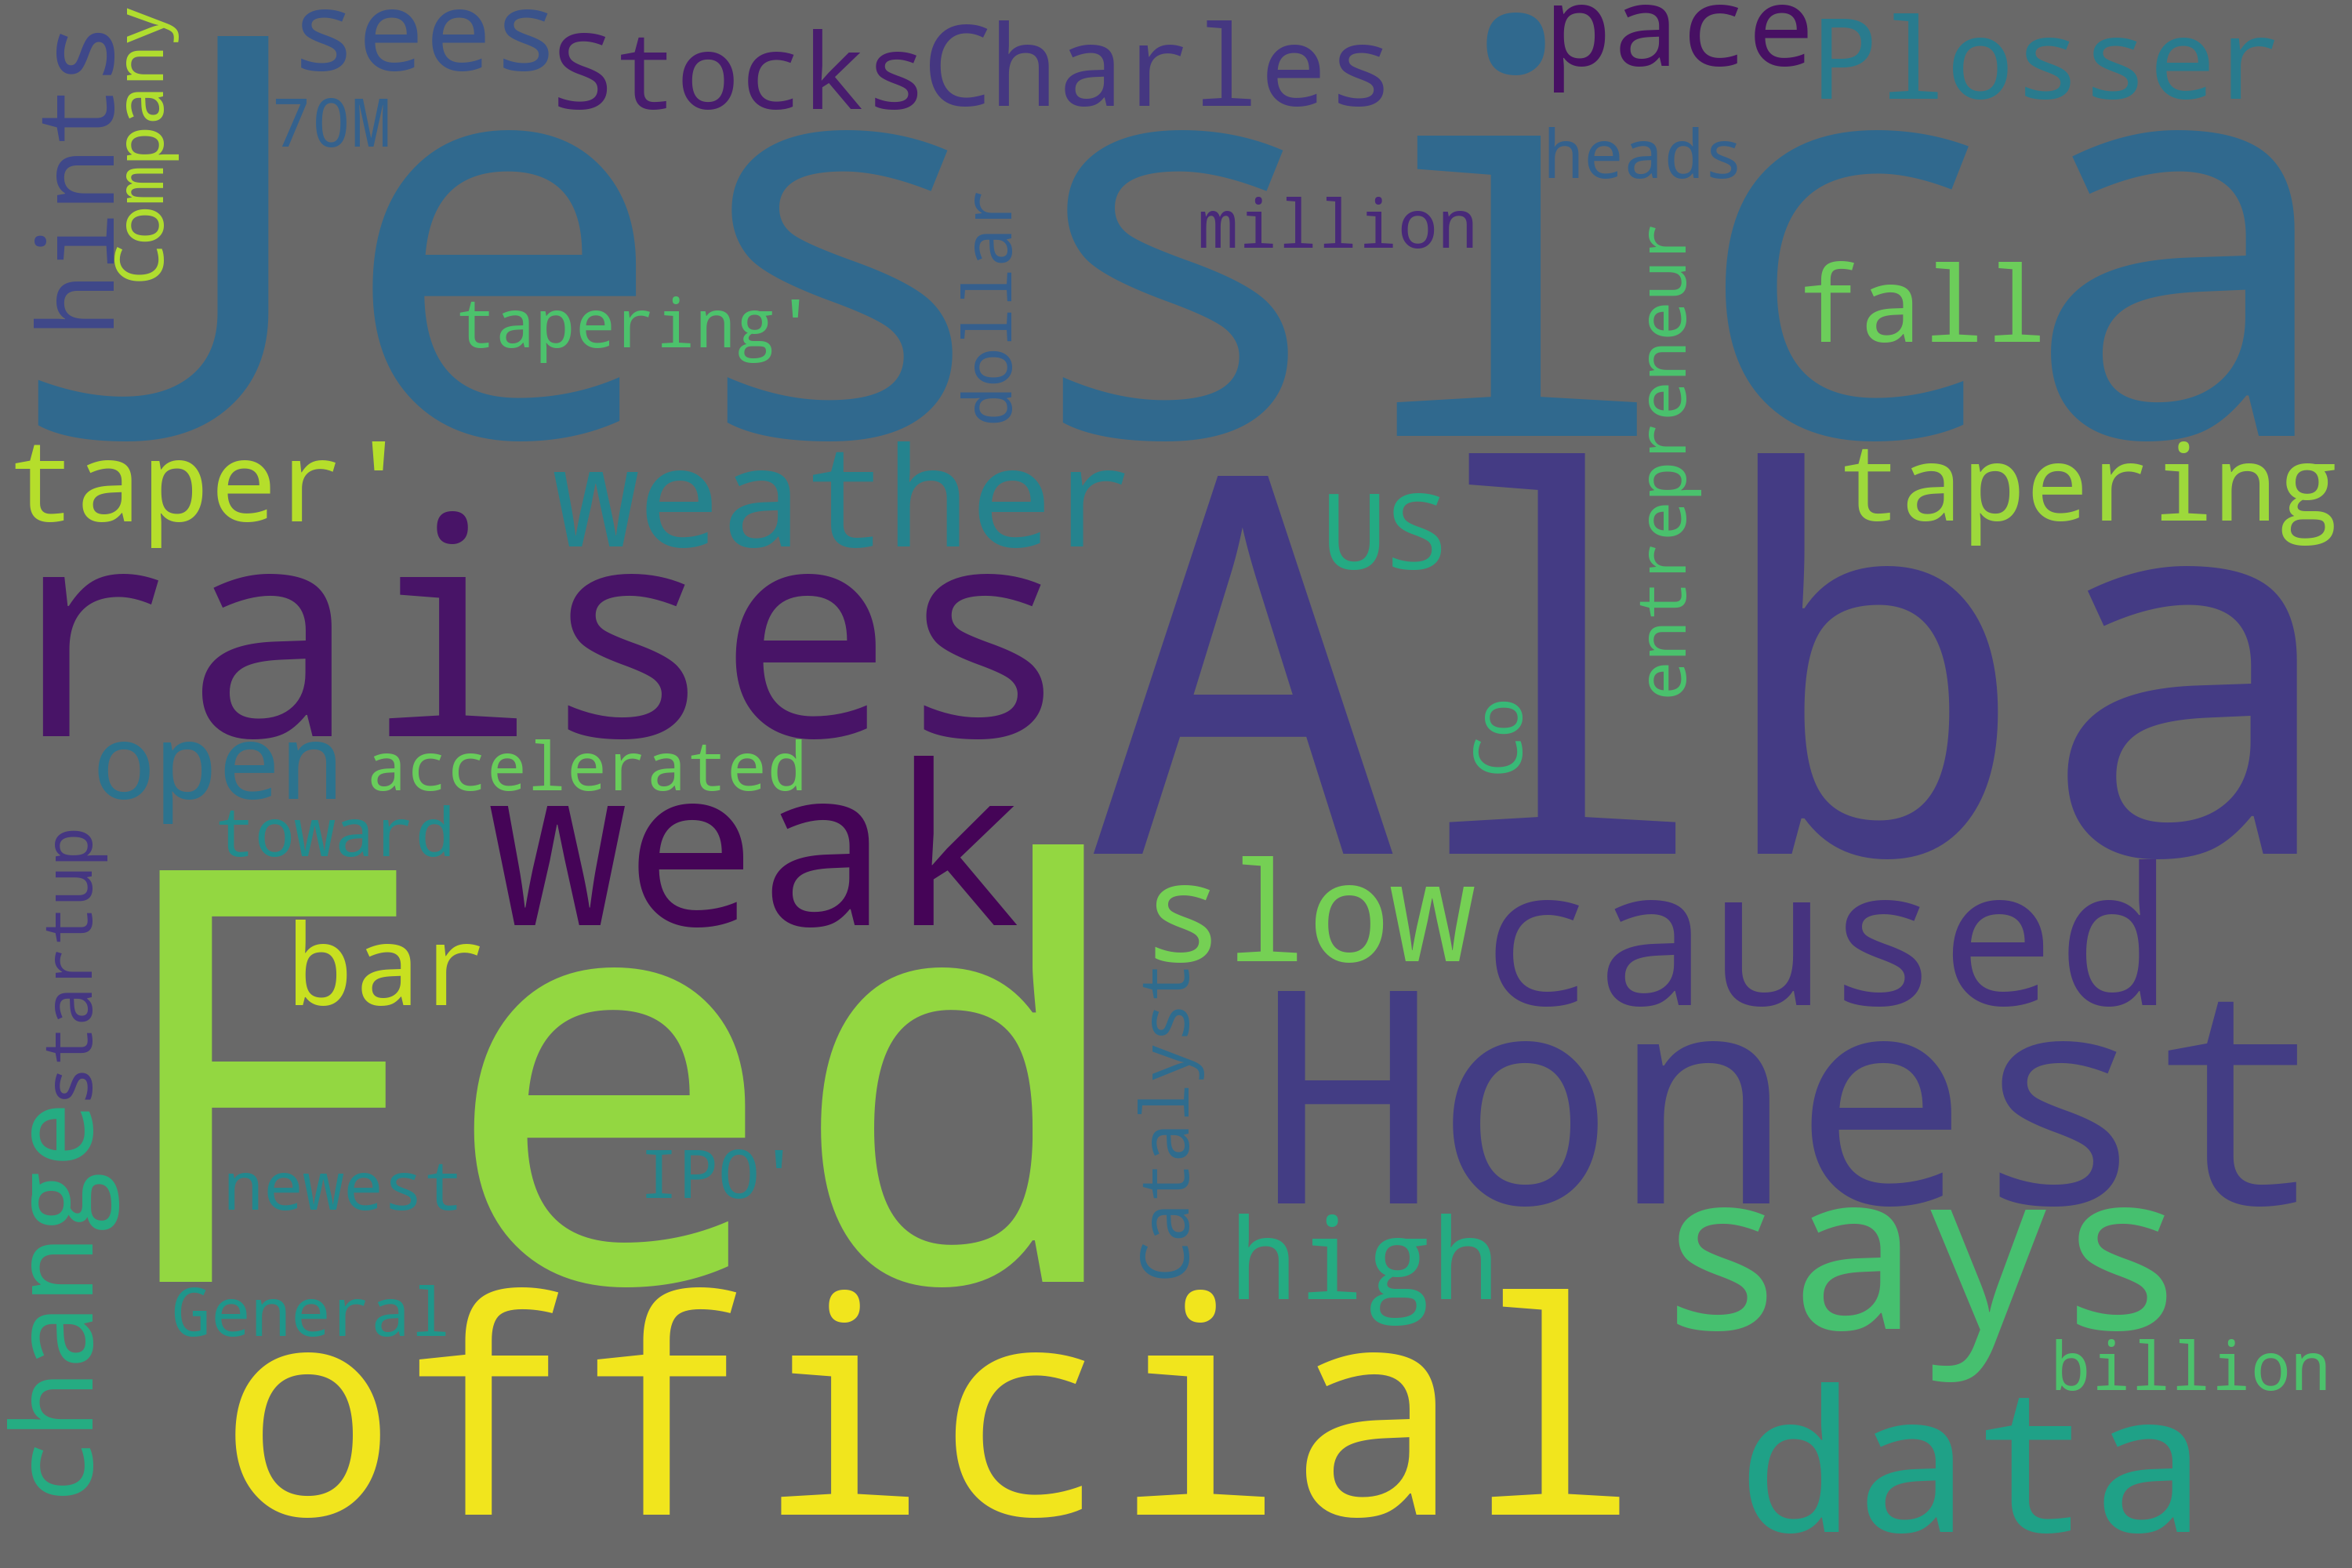 hints
company
sees
Stocks
Charles
pace
Plosser
70M
heads
Jessica
million
dollar
entrepreneur
fall
tapering'
taper'
weather
US
tapering
raises
Alba
Co
open
accelerated
toward
weak
startup
Fed
bar
slow
caused
catalyst
Honest
change
newest
IPO'
high
says
General
official
billion
data